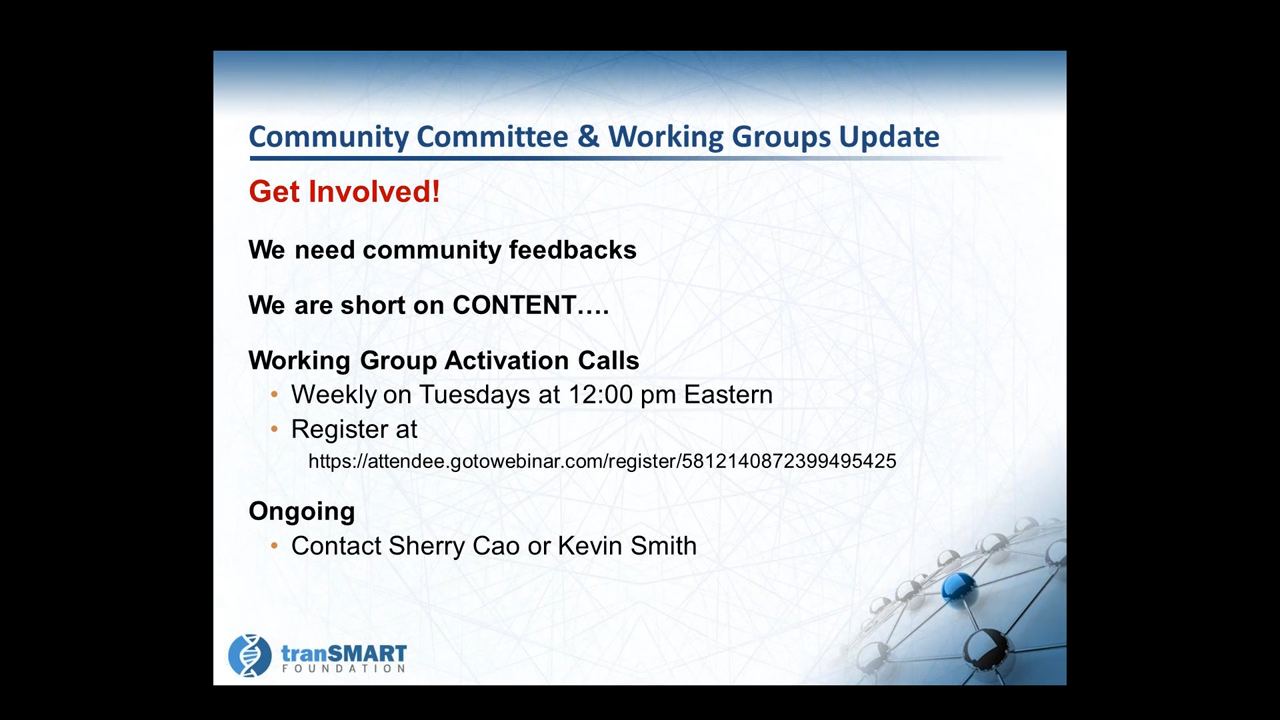 Community Committee & Working Groups Update
Get Involved!
We need community feedbacks
We are short on CONTENT….
Working Group Activation Calls
• Weekly on Tuesdays at 12:00 pm Eastern
• Register at
https://attendee.gotowebinar.com/register/5812140872399495425
Ongoing
• Contact Sherry Cao or Kevin Smith
tranSMART
FOUNDATION